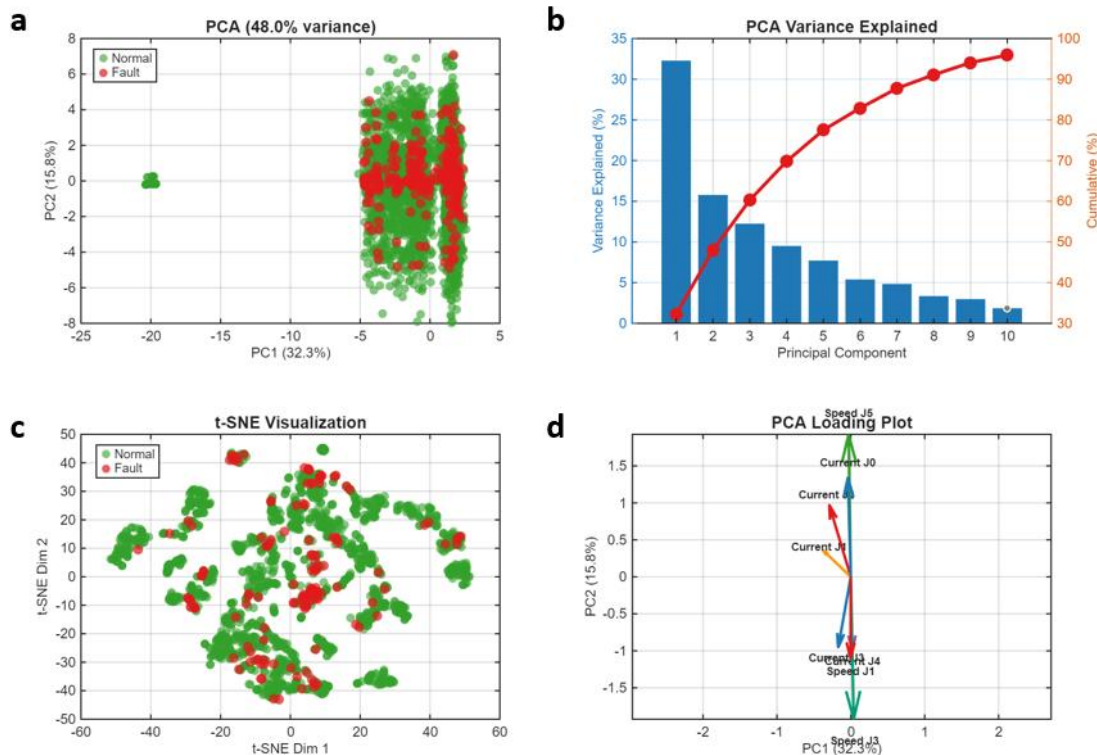 a
PCA (48.0% variance)
Normal
Fault
8
6
4
2
0
-2
-4
-6
-8
PC2 (15.8%)
-25 -20 -15 -10 -5 0 5
PC1 (32.3%)
b
PCA Variance Explained
35
30
25
20
15
10
5
0
Variance Explained (%)
100
90
80
70
60
50
40
30
Cumulative (%)
1 2 3 4 5 6 7 8 9 10
Principal Component
c
t-SNE Visualization
Normal
Fault
50
40
30
20
10
0
-10
-20
-30
-40
-50
t-SNE Dim 2
-60 -40 -20 0 20 40 60
t-SNE Dim 1
d
Speed J5
PCA Loading Plot
Current J0
Current
Current J1
Current J3
Current J4
Speed J1
Speed J3
1.5
1
0.5
0
-0.5
-1
-1.5
PC2 (15.8%)
-2 -1 0 1 2
PC1 (32.3%)